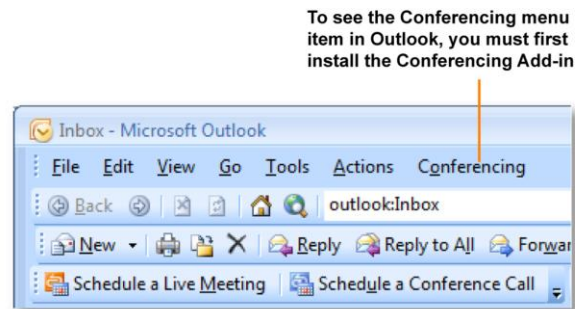 To see the Conferencing menu
item in Outlook, you must first
install the Conferencing Add-in
Inbox - Microsoft Outlook
File Edit View Go Tools Actions Conferencing
Back outlook:Inbox
New Reply Reply to All Forwar
Schedule a Live Meeting Schedule a Conference Call